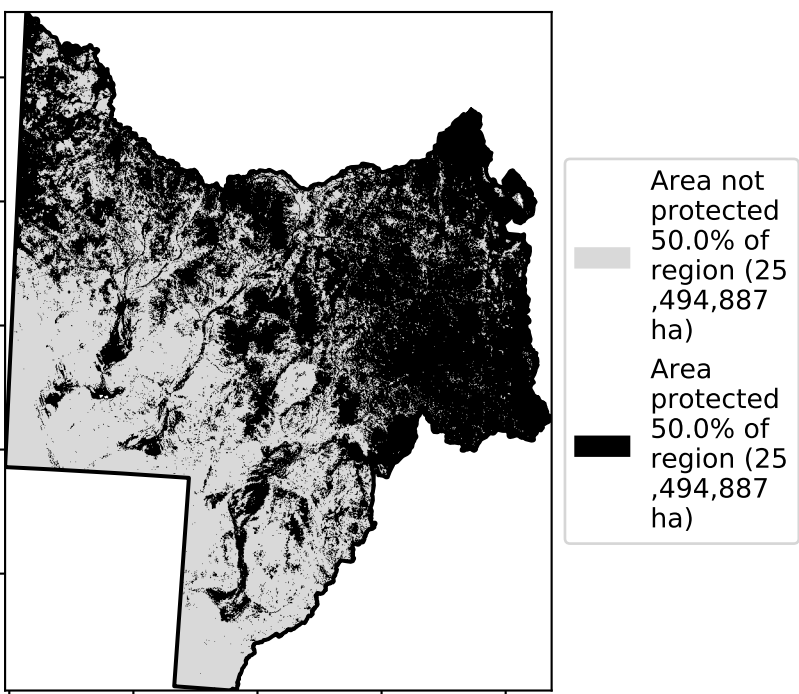 Area not
protected
50.0% of
region (25
,494,887
ha)
Area
protected
50.0% of
region (25
,494,887
ha)